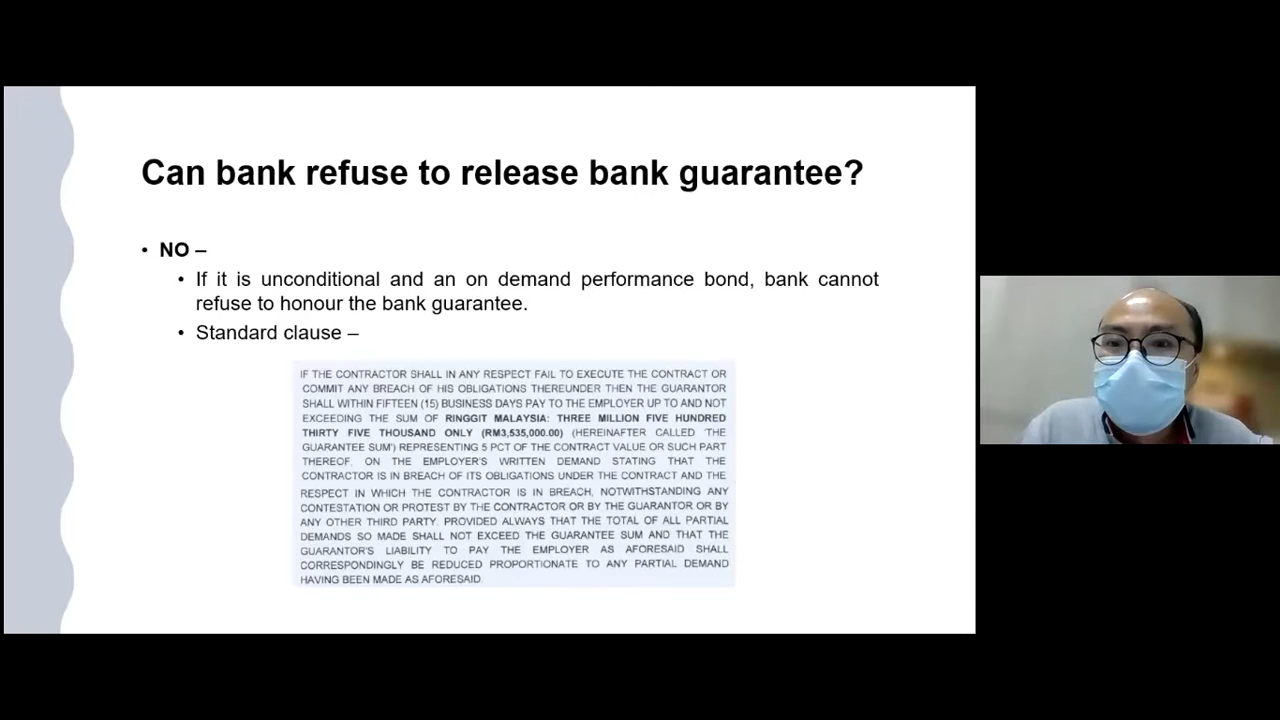 Can bank refuse to release bank guarantee?
• NO –
• If it is unconditional and an on demand performance bond, bank cannot
refuse to honour the bank guarantee.
• Standard clause –
IF THE CONTRACTOR SHALL IN ANY RESPECT FAIL TO EXECUTE THE CONTRACT OR
COMMIT ANY BREACH OF HIS OBLIGATIONS THEREUNDER THEN THE GUARANTOR
SHALL WITHIN FIFTEEN (15) BUSINESS DAYS PAY TO THE EMPLOYER UP TO AND NOT
EXCEEDING THE SUM OF RINGGIT MALAYSIA: THREE MILLION FIVE HUNDRED
THIRTY FIVE THOUSAND ONLY (RM3,535,000.00) (HEREINAFTER CALLED 'THE
GUARANTEE SUM') REPRESENTING 5 PCT OF THE CONTRACT VALUE OR SUCH PART
THEREOF, ON THE EMPLOYER'S WRITTEN DEMAND STATING THAT THE
CONTRACTOR IS IN BREACH OF ITS OBLIGATIONS UNDER THE CONTRACT AND THE
RESPECT IN WHICH THE CONTRACTOR IS IN BREACH, NOTWITHSTANDING ANY
CONTESTATION OR PROTEST BY THE CONTRACTOR OR BY THE GUARANTOR OR BY
ANY OTHER THIRD PARTY. PROVIDED ALWAYS THAT THE TOTAL OF ALL PARTIAL
DEMANDS SO MADE SHALL NOT EXCEED THE GUARANTEE SUM AND THAT THE
GUARANTOR'S LIABILITY TO PAY THE EMPLOYER AS AFORESAID SHALL
CORRESPONDINGLY BE REDUCED PROPORTIONATE TO ANY PARTIAL DEMAND
HAVING BEEN MADE AS AFORESAID.